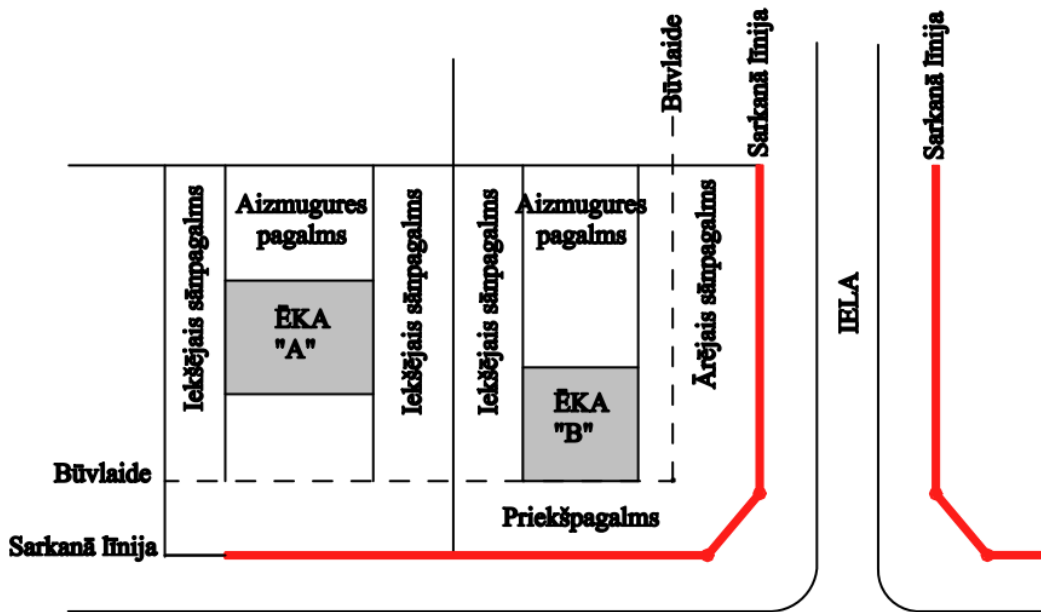 Būvlaide
Sarkanā līnija
Sarkanā līnija
Iekšējais sānpagalms
Aizmugures
pagalms
Iekšējais sānpagalms
Iekšējais sānpagalms
Aizmugures
pagalms
Ārējais sānpagalms
IELA
ĒKA
"A"
ĒKA
"B"
Būvlaide
Priekšpagalms
Sarkanā līnija